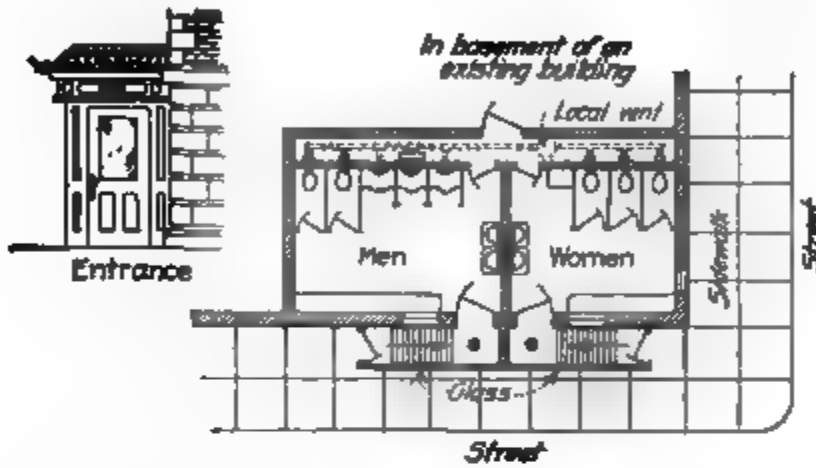 In basement of an
existing building
Local vent
Entrance
Men
Women
Sidewalk
Street
Glass
Street